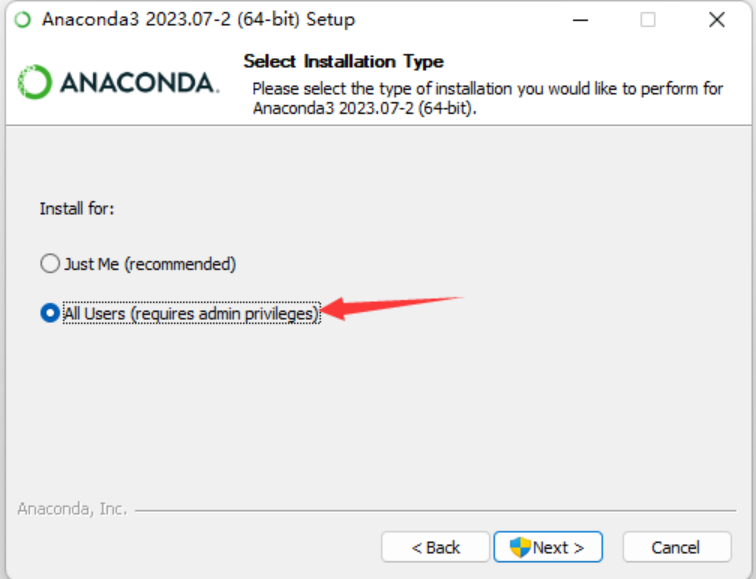 Anaconda3 2023.07-2 (64-bit) Setup
ANACONDA.
Select Installation Type
Please select the type of installation you would like to perform for
Anaconda3 2023.07-2 (64-bit).
Install for:
Just Me (recommended)
All Users (requires admin privileges)
Anaconda, Inc.
< Back
Next >
Cancel